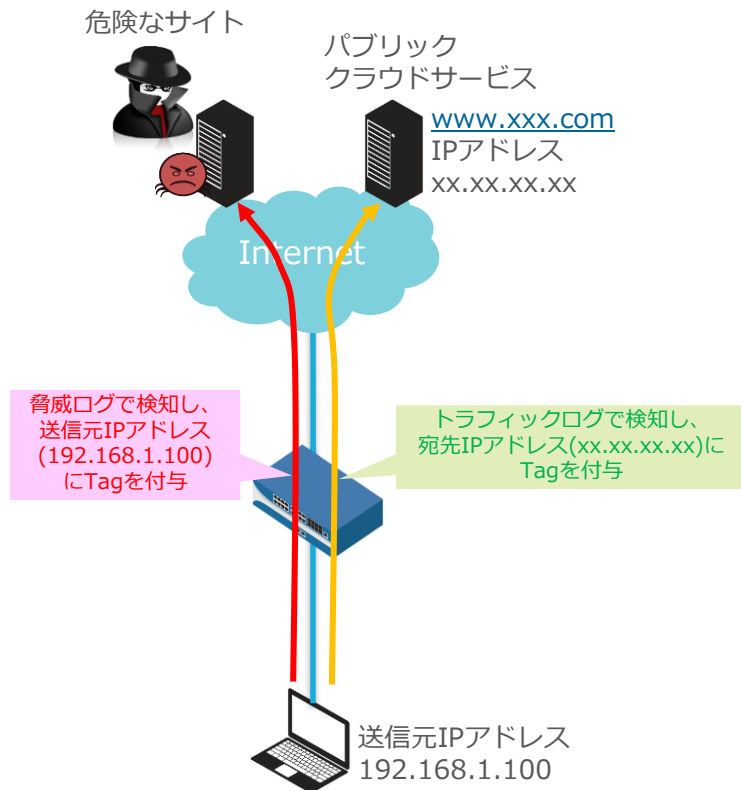 危険なサイト
パブリック
クラウドサービス
www.xxx.com
IPアドレス
xx.xx.xx.xx
Internet
脅威ログで検知し、
送信元IPアドレス
(192.168.1.100)
にTagを付与
トラフィックログで検知し、
宛先IPアドレス(xx.xx.xx.xx)に
Tagを付与
送信元IPアドレス
192.168.1.100